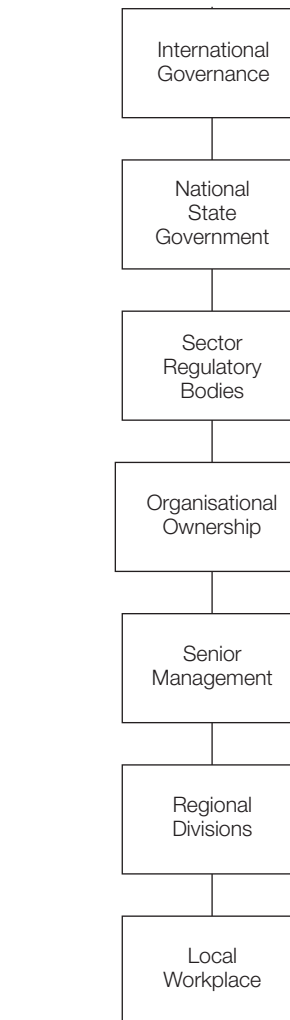 International
Governance
National
State
Government
Sector
Regulatory
Bodies
Organisational
Ownership
Senior
Management
Regional
Divisions
Local
Workplace